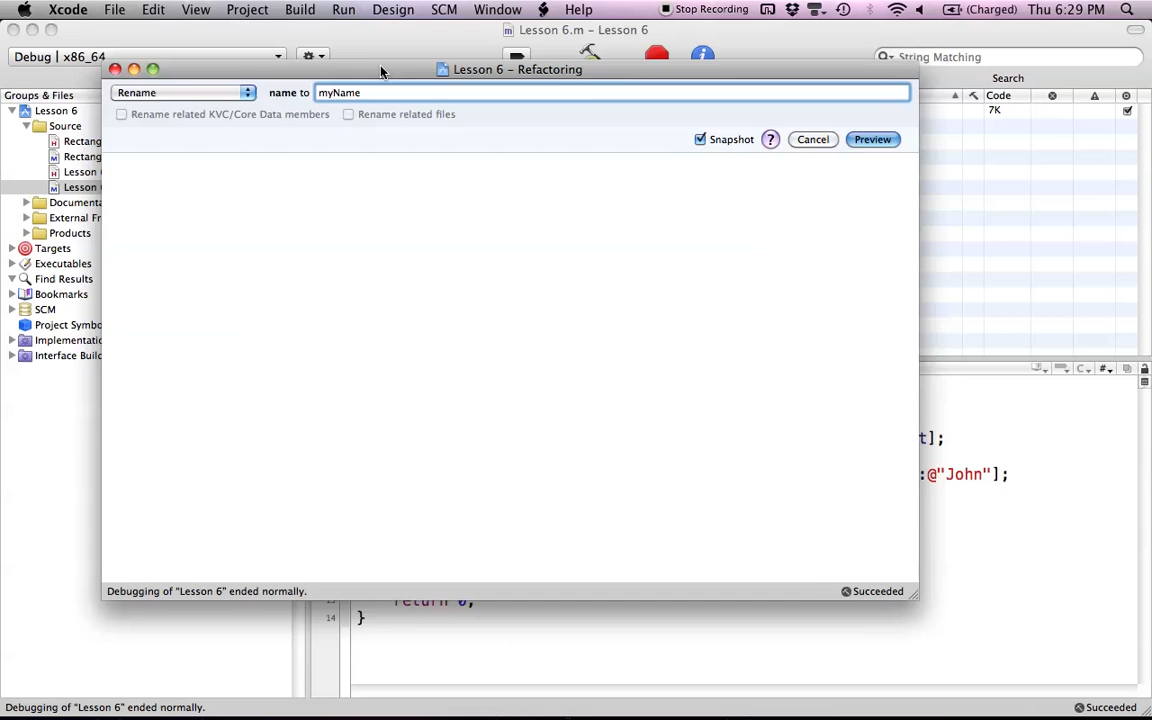 Xcode File Edit View Project Build Run Design SCM Window Help Stop Recording (Charged) Thu 6:29 PM
Lesson 6.m - Lesson 6
Debug | x86_64
String Matching
Search
Lesson 6 - Refactoring
Groups & Files
Code
Rename
name to
myName
Lesson 6
7K
Rename related KVC/Core Data members
Rename related files
Source
Snapshot
?
Cancel
Preview
Rectang
Rectang
Lesson 6
Lesson 6
Documenta
External Fr
Products
Targets
Executables
Find Results
Bookmarks
SCM
Project Symbo
Implementatio
Interface Buil
C
#
t];
:@"John"];
Debugging of "Lesson 6" ended normally.
Succeeded
return 0;
14 }
Debugging of "Lesson 6" ended normally.
Succeeded